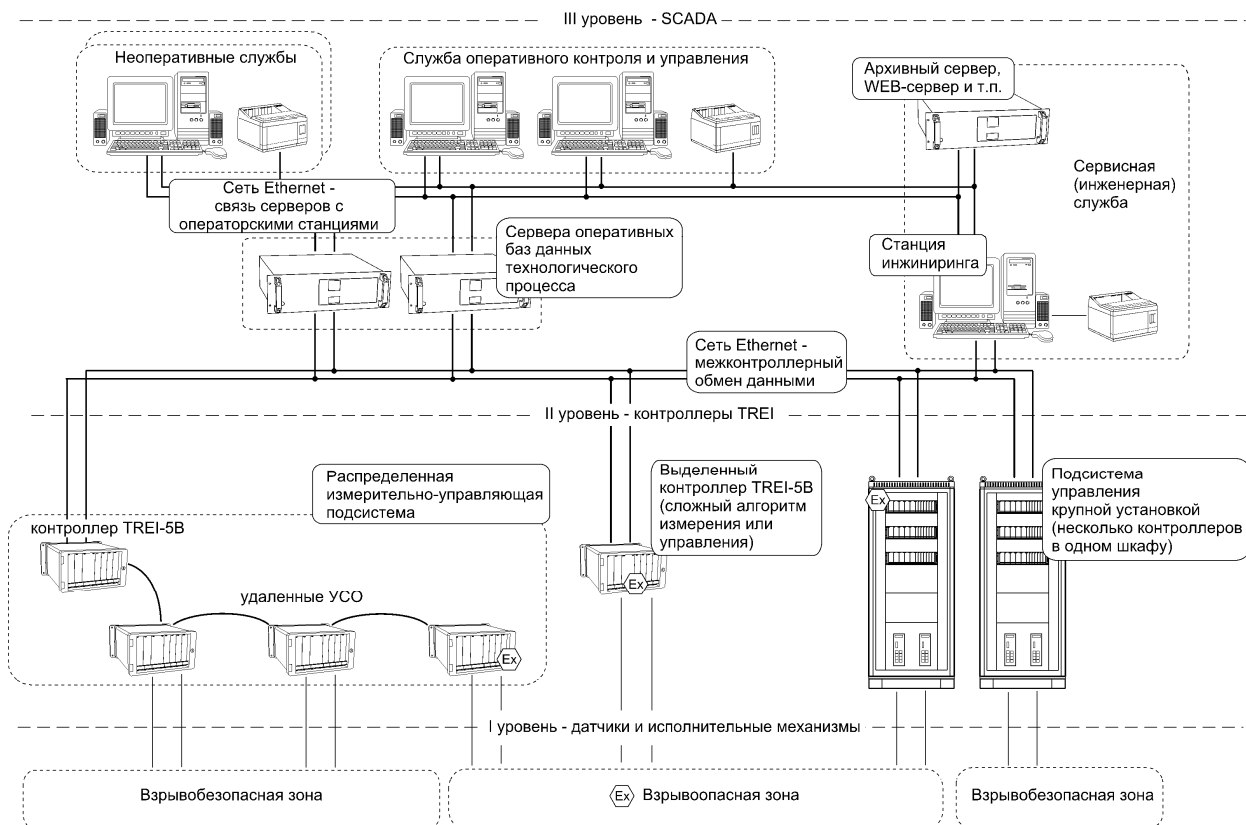 III уровень - SCADA
Неоперативные службы
Служба оперативного контроля и управления
Архивный сервер,
WEB-сервер и т.п.
Сервисная
(инженерная)
служба
Сеть Ethernet -
связь серверов с
операторскими станциями
Сервера оперативных
баз данных
технологического
процесса
Станция
инжиниринга
Сеть Ethernet -
межконтроллерный
обмен данными
II уровень - контроллеры TREI
Распределенная
измерительно-управляющая
подсистема
Выделенный
контроллер TREI-5B
(сложный алгоритм
измерения или
управления)
Подсистема
управления
крупной установкой
(несколько контроллеров
в одном шкафу)
Ex
контроллер TREI-5B
Ex
удаленные УСО
Ex
I уровень - датчики и исполнительные механизмы
Взрывобезопасная зона
Ex Взрывоопасная зона
Взрывобезопасная зона